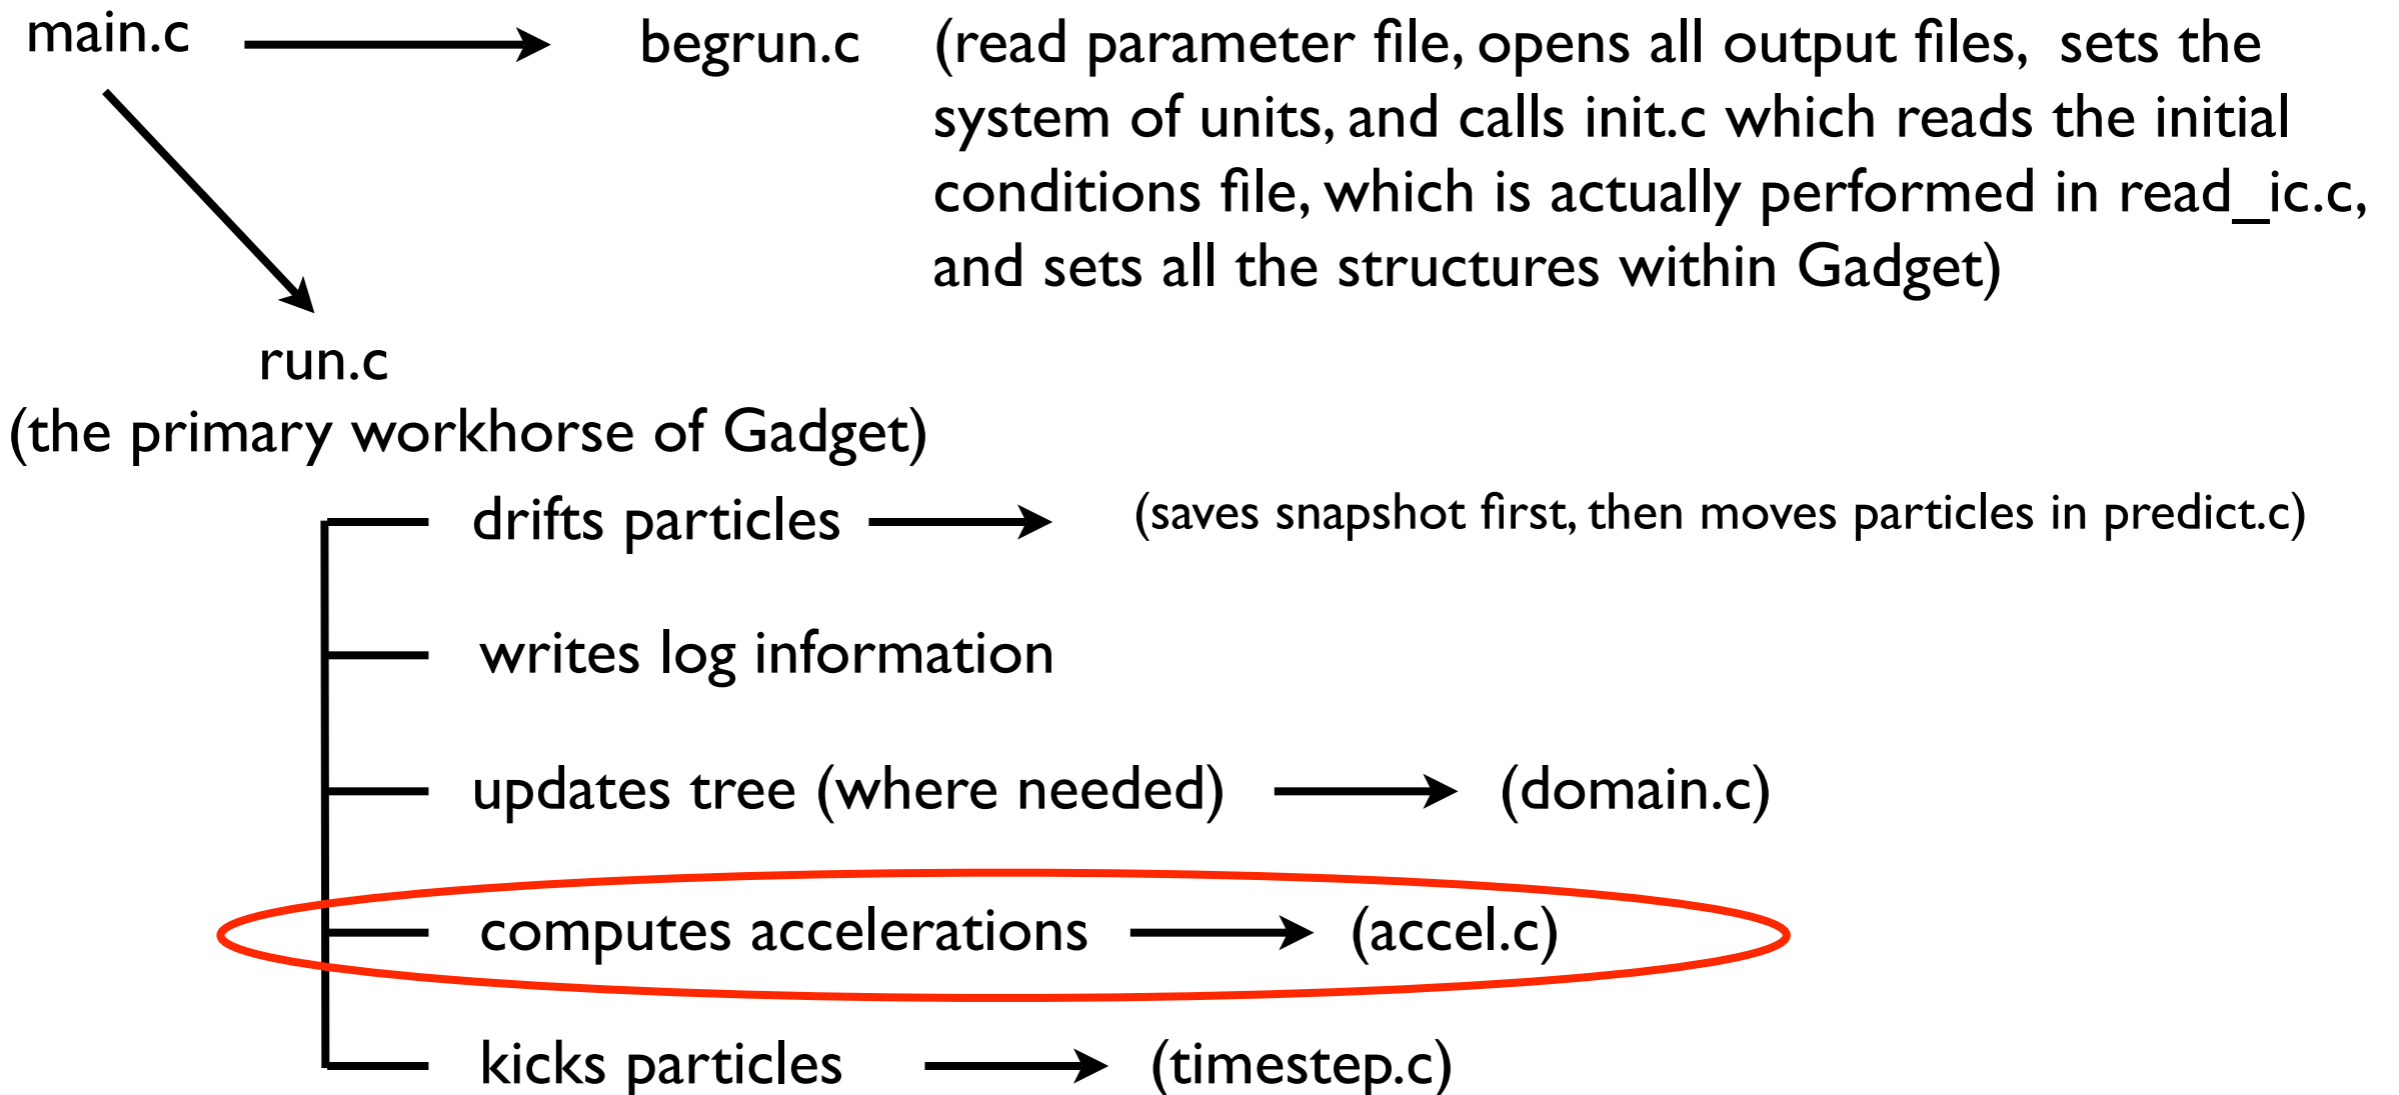 main.c begrun.c (read parameter file, opens all output files, sets the
system of units, and calls init.c which reads the initial
conditions file, which is actually performed in read_ic.c,
and sets all the structures within Gadget)
run.c
(the primary workhorse of Gadget)
drifts particles (saves snapshot first, then moves particles in predict.c)
writes log information
updates tree (where needed) (domain.c)
computes accelerations (accel.c)
kicks particles (timestep.c)